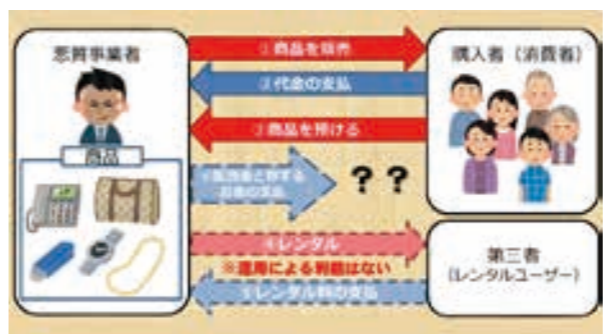 悪質事業者
①商品を販売
購入者（消費者）
②代金の支払
③商品を預ける
商品
配当金と称する
お金の支払
？？
④レンタル
※運用による利益はない
第三者
（レンタルユーザー）
⑤レンタル料の支払